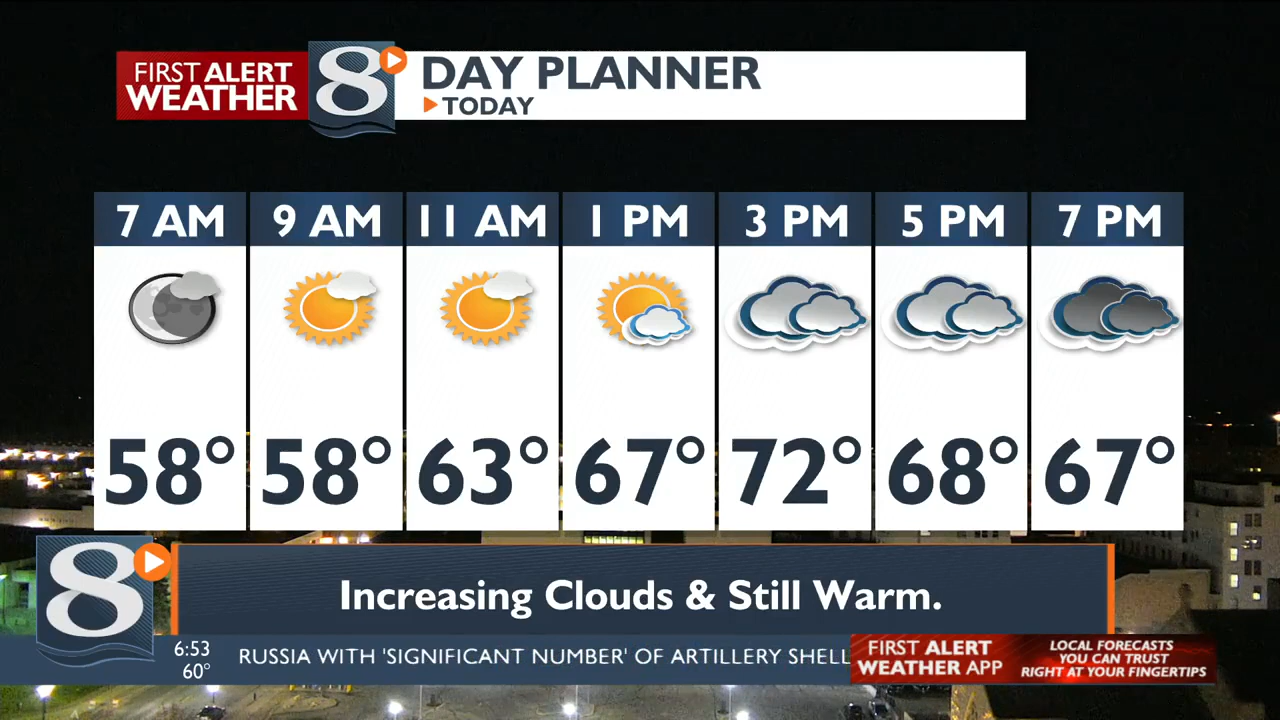 FIRST ALERT
WEATHER
8
DAY PLANNER
TODAY
7 AM
9 AM
11 AM
1 PM
3 PM
5 PM
7 PM
58°
58°
63°
67°
72°
68°
67°
8
Increasing Clouds & Still Warm.
6:53
60°
RUSSIA WITH 'SIGNIFICANT NUMBER' OF ARTILLERY SHELL
FIRST ALERT
WEATHER APP
LOCAL FORECASTS
YOU CAN TRUST
RIGHT AT YOUR FINGERTIPS